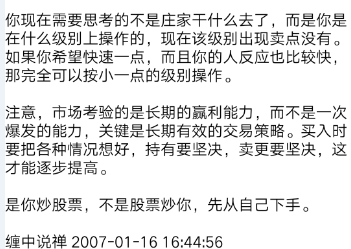 你现在需要思考的不是庄家干什么去了，而是你是
在什么级别上操作的，现在该级别出现卖点没有。
如果你希望快速一点，而且你的人反应也比较快，
那完全可以按小一点的级别操作。
注意，市场考验的是长期的赢利能力，而不是一次
爆发的能力，关键是长期有效的交易策略。买入时
要把各种情况想好，持有要坚决，卖更要坚决，这
才能逐步提高。
是你炒股票，不是股票炒你，先从自己下手。
缠中说禅 2007-01-16 16:44:56